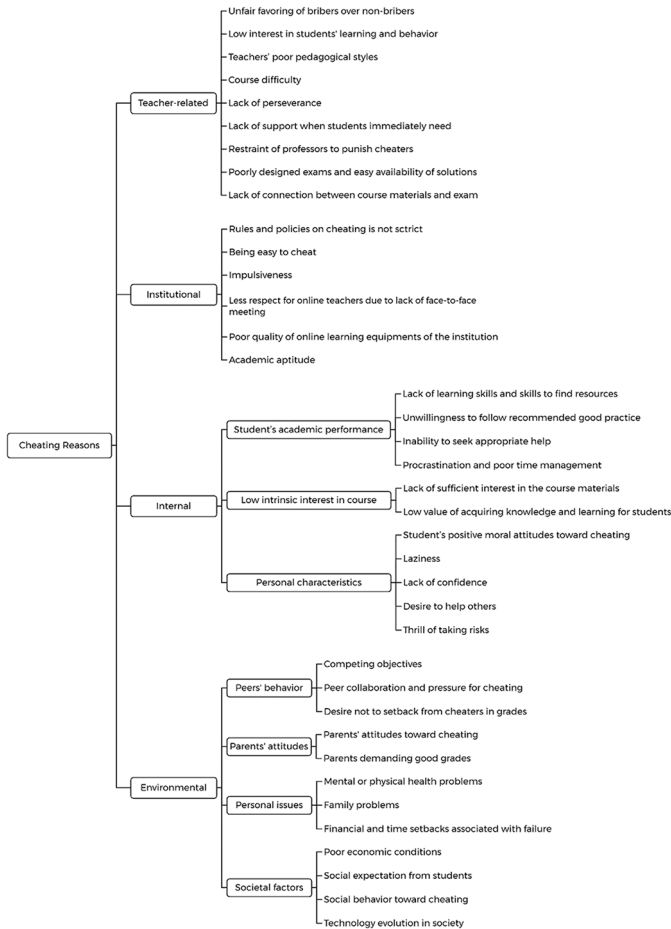 Unfair favoring of bribers over non-bribers
Low interest in students' learning and behavior
Teachers' poor pedagogical styles
Course difficulty
Teacher-related
Lack of perseverance
Lack of support when students immediately need
Restraint of professors to punish cheaters
Poorly designed exams and easy availability of solutions
Lack of connection between course materials and exam
Rules and policies on cheating is not sctrict
Being easy to cheat
Impulsiveness
Institutional
Less respect for online teachers due to lack of face-to-face
meeting
Poor quality of online learning equipments of the institution
Academic aptitude
Cheating Reasons
Lack of learning skills and skills to find resources
Unwillingness to follow recommended good practice
Student's academic performance
Inability to seek appropriate help
Procrastination and poor time management
Internal
Lack of sufficient interest in the course materials
Low intrinsic interest in course
Low value of acquiring knowledge and learning for students
Student's positive moral attitudes toward cheating
Laziness
Personal characteristics
Lack of confidence
Desire to help others
Thrill of taking risks
Competing objectives
Peers' behavior
Peer collaboration and pressure for cheating
Desire not to setback from cheaters in grades
Parents' attitudes toward cheating
Parents' attitudes
Parents demanding good grades
Environmental
Mental or physical health problems
Personal issues
Family problems
Financial and time setbacks associated with failure
Poor economic conditions
Social expectation from students
Societal factors
Social behavior toward cheating
Technology evolution in society